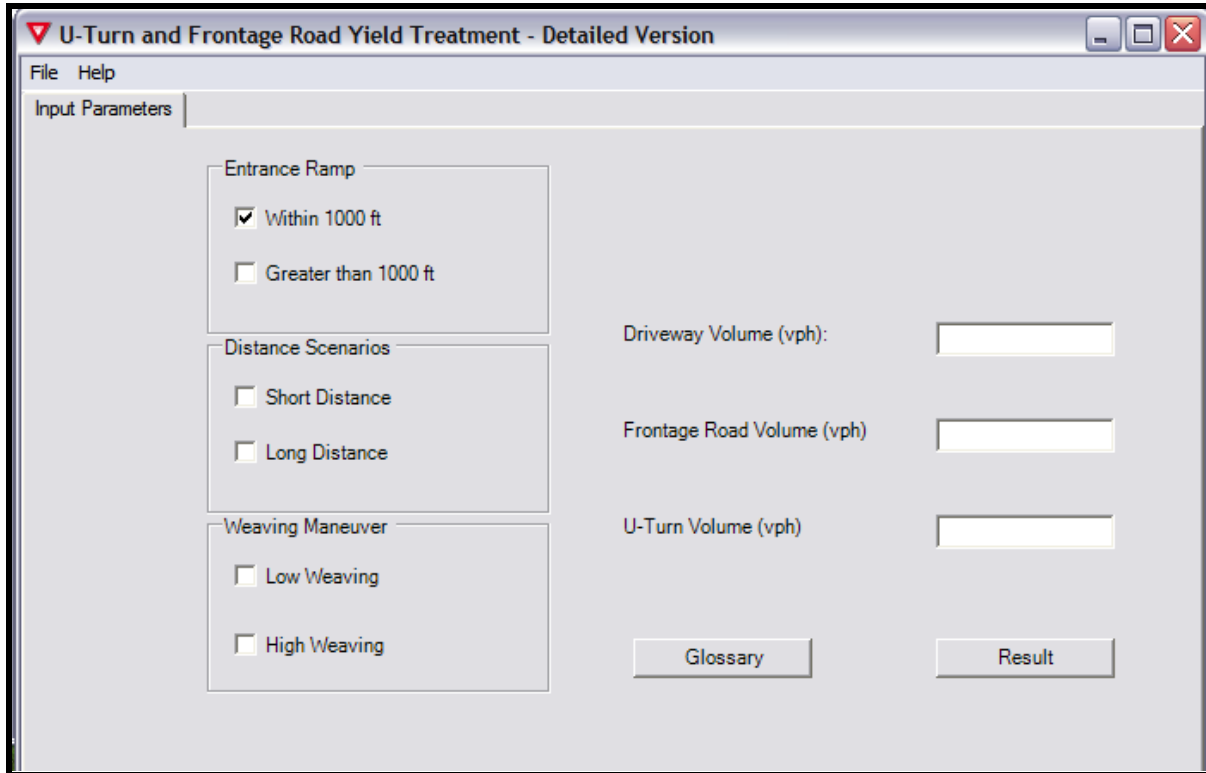 U-Turn and Frontage Road Yield Treatment - Detailed Version
File Help
Input Parameters
Entrance Ramp
Within 1000 ft
Greater than 1000 ft
Distance Scenarios
Short Distance
Long Distance
Weaving Maneuver
Low Weaving
High Weaving
Driveway Volume (vph):
Frontage Road Volume (vph)
U-Turn Volume (vph)
Glossary
Result